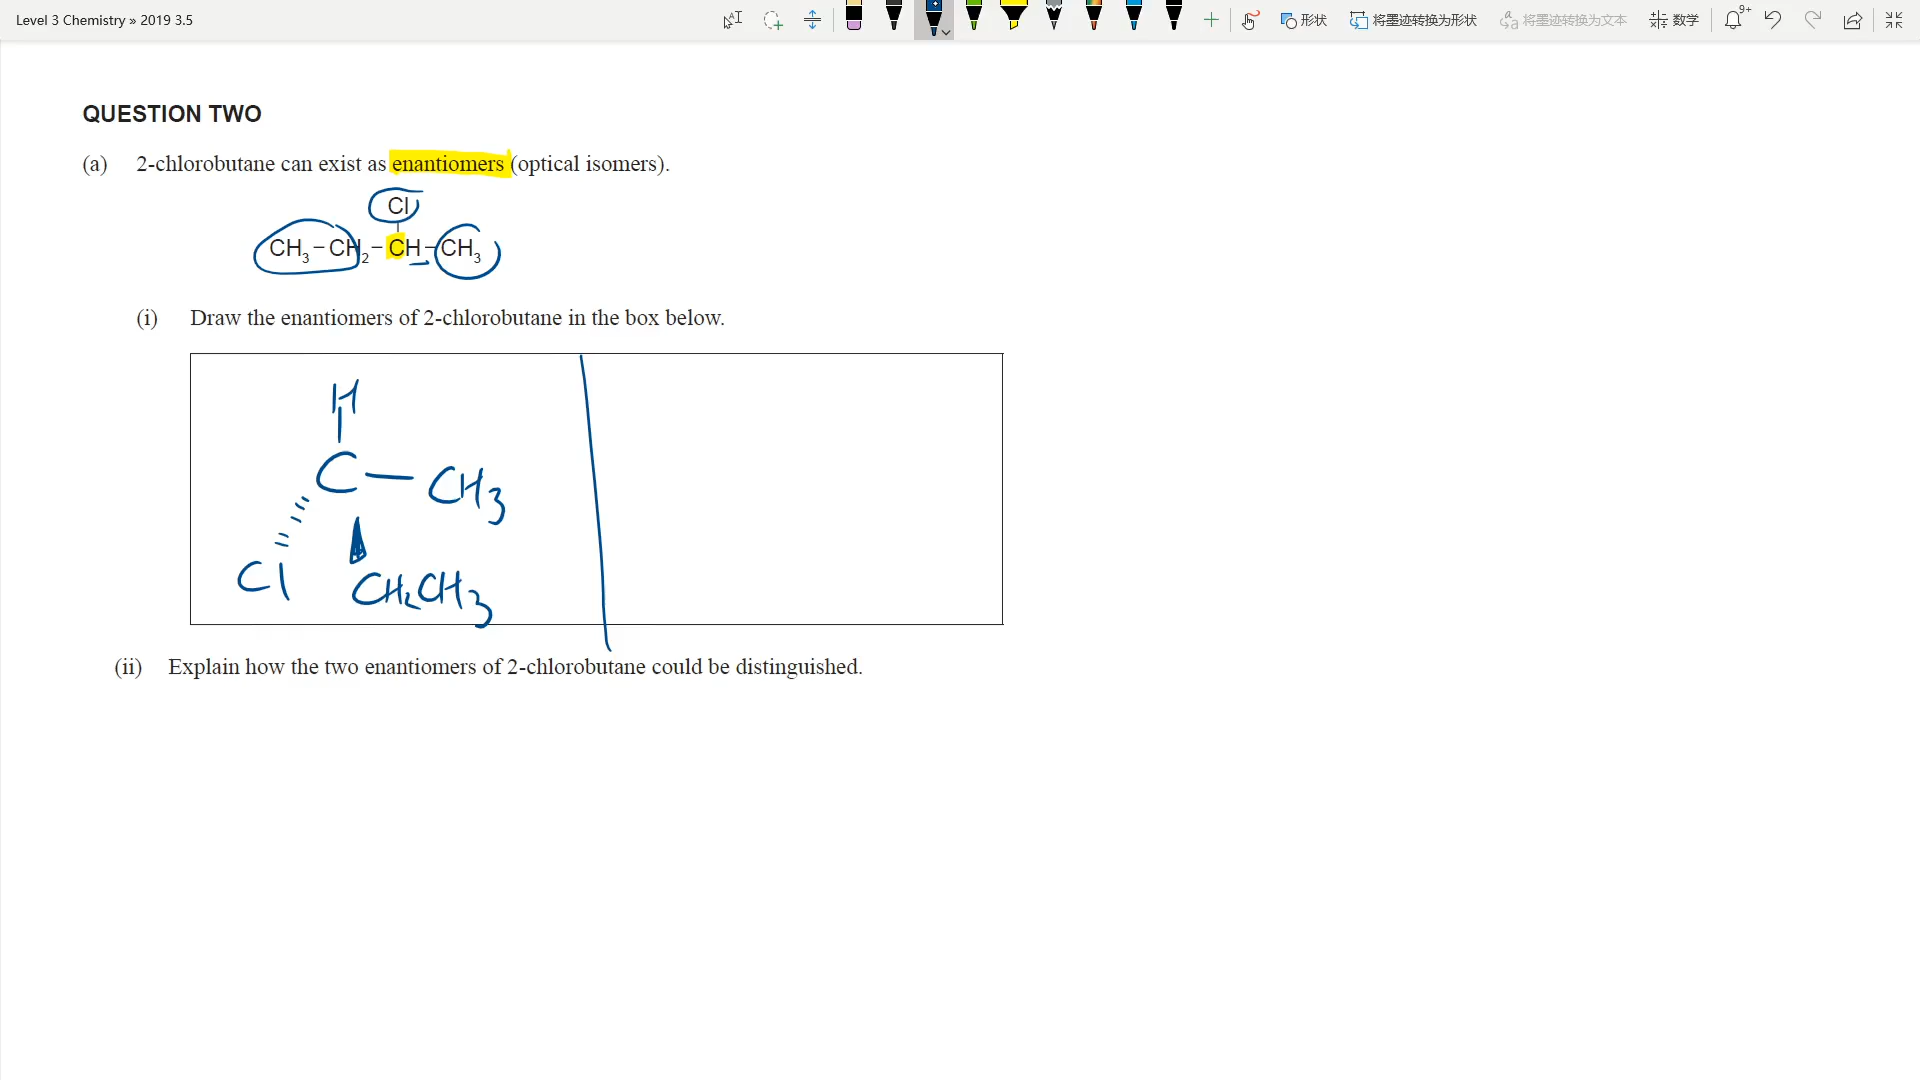 Level 3 Chemistry » 2019 3.5
形状 将墨迹转换为形状 将墨迹转换为文本 数学 9+
QUESTION TWO
(a) 2-chlorobutane can exist as enantiomers (optical isomers).
Cl
CH3–CH2–CH–CH3
(i) Draw the enantiomers of 2-chlorobutane in the box below.
H
C — CH3
Cl CH2CH3
(ii) Explain how the two enantiomers of 2-chlorobutane could be distinguished.